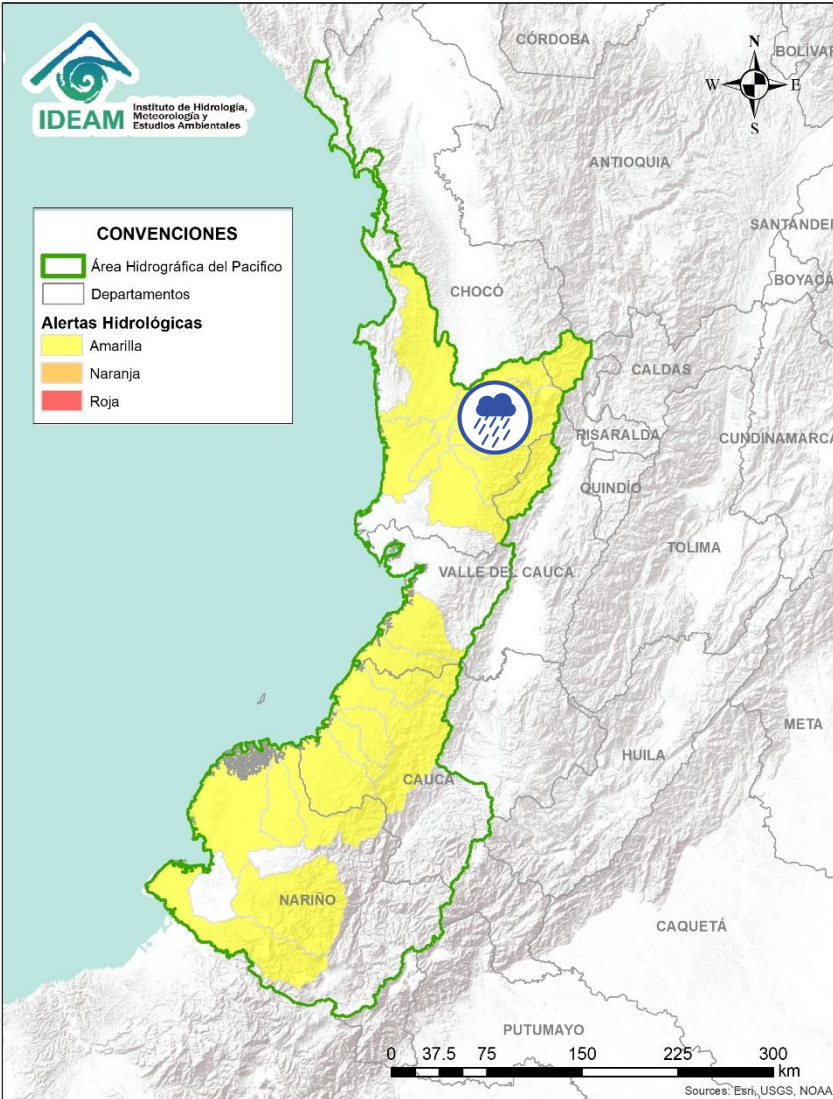 IDEAM
Instituto de Hidrología,
Meteorología y
Estudios Ambientales
CONVENCIONES
Área Hidrográfica del Pacifico
Departamentos
Alertas Hidrológicas
Amarilla
Naranja
Roja
N
W
E
S
CÓRDOBA
BOLÍVAR
ANTIOQUIA
SANTANDER
BOYACÁ
CHOCÓ
CALDAS
RISARALDA
CUNDINAMARCA
QUINDÍO
TOLIMA
VALLE DEL CAUCA
META
HUILA
CAUCA
NARIÑO
CAQUETÁ
PUTUMAYO
0 37.5 75 150 225 300
km
Sources: Esri, USGS, NOAA